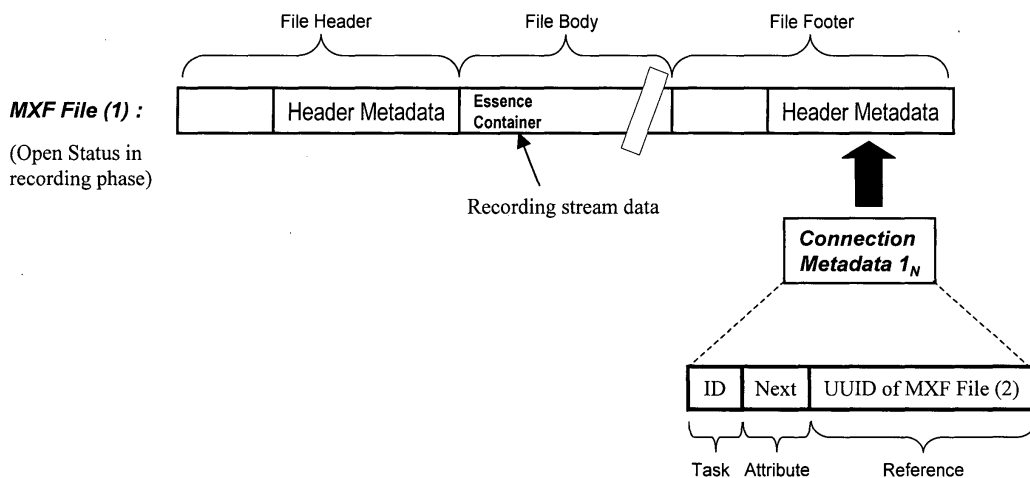 File Header File Body File Footer
MXF File (1) :
Header Metadata
Essence
Container
Header Metadata
(Open Status in
recording phase)
Recording stream data
Connection
Metadada 1N
ID Next UUID of MXF File (2)
Task Attribute Reference